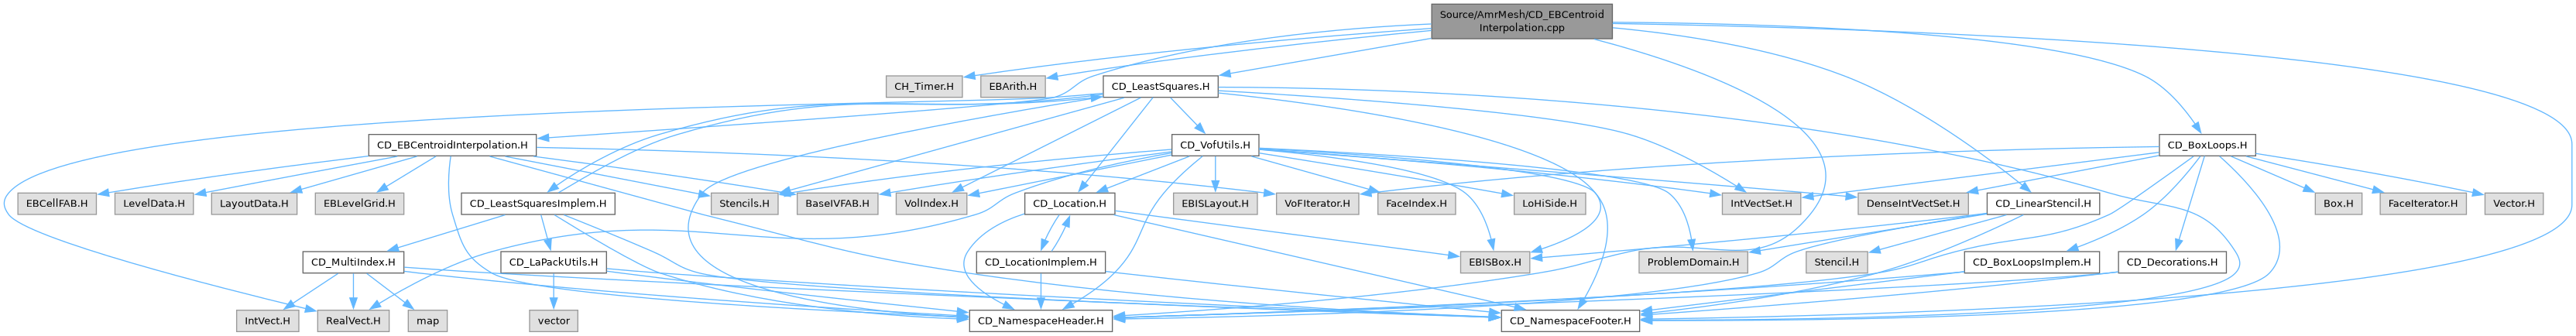 Source/AmrMesh/CD_EBCentroid
Interpolation.cpp
CH_Timer.H
EBArith.H
CD_LeastSquares.H
CD_EBCentroidInterpolation.H
CD_VofUtils.H
CD_BoxLoops.H
EBCellFAB.H
LevelData.H
LayoutData.H
EBLevelGrid.H
CD_LeastSquaresImplem.H
Stencils.H
BaseIVFAB.H
VolIndex.H
CD_Location.H
EBISLayout.H
VoFIterator.H
FaceIndex.H
LoHiSide.H
IntVectSet.H
DenseIntVectSet.H
CD_LinearStencil.H
Box.H
FaceIterator.H
Vector.H
CD_MultiIndex.H
CD_LaPackUtils.H
CD_LocationImplem.H
EBISBox.H
ProblemDomain.H
Stencil.H
CD_BoxLoopsImplem.H
CD_Decorations.H
IntVect.H
RealVect.H
map
vector
CD_NamespaceHeader.H
CD_NamespaceFooter.H